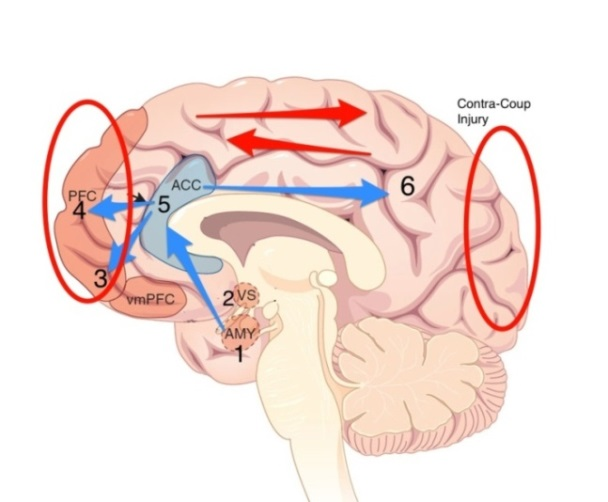 Contra-Coup
Injury
ACC
6
PFC
4
5
3
vmPFC
2 VS
AMY
1